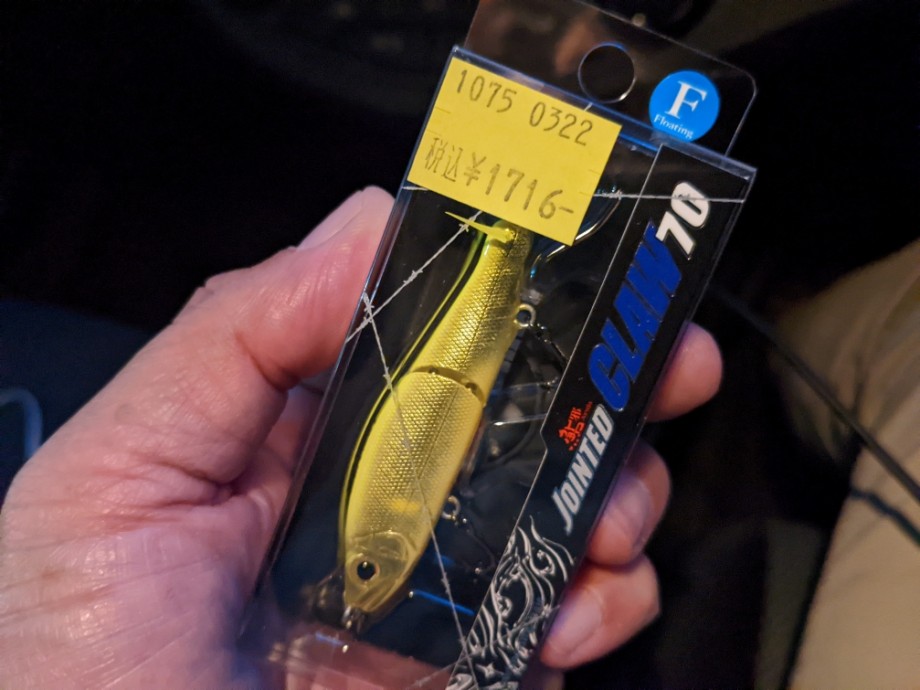 1075 0322
税込¥1716-
F
Floating
JOINTED
CLAW 70